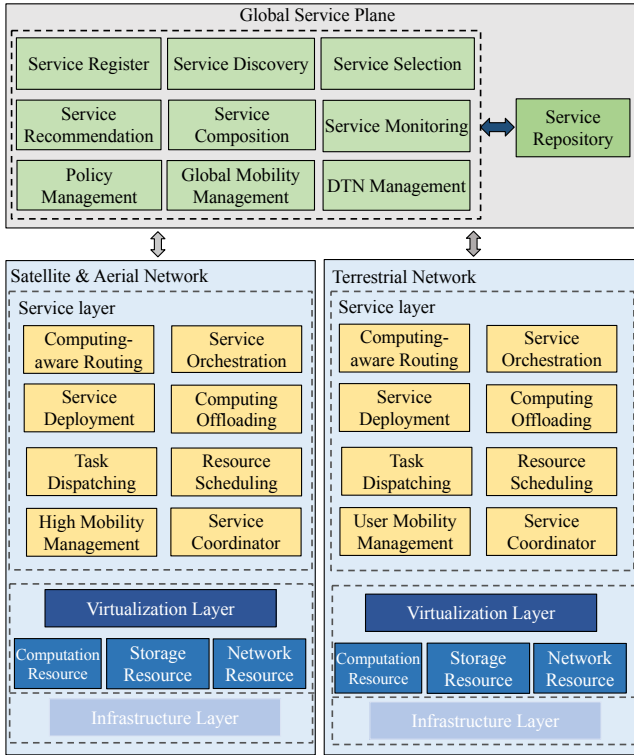 Global Service Plane
Service Register
Service Discovery
Service Selection
Service
Recommendation
Service
Composition
Service Monitoring
Policy
Management
Global Mobility
Management
DTN Management
Service
Repository
Satellite & Aerial Network
Service layer
Computing-
aware Routing
Service
Orchestration
Service
Deployment
Computing
Offloading
Task
Dispatching
Resource
Scheduling
High Mobility
Management
Service
Coordinator
Virtualization Layer
Computation
Resource
Storage
Resource
Network
Resource
Infrastructure Layer
Terrestrial Network
Service layer
Computing-
aware Routing
Service
Orchestration
Service
Deployment
Computing
Offloading
Task
Dispatching
Resource
Scheduling
User Mobility
Management
Service
Coordinator
Virtualization Layer
Computation
Resource
Storage
Resource
Network
Resource
Infrastructure Layer